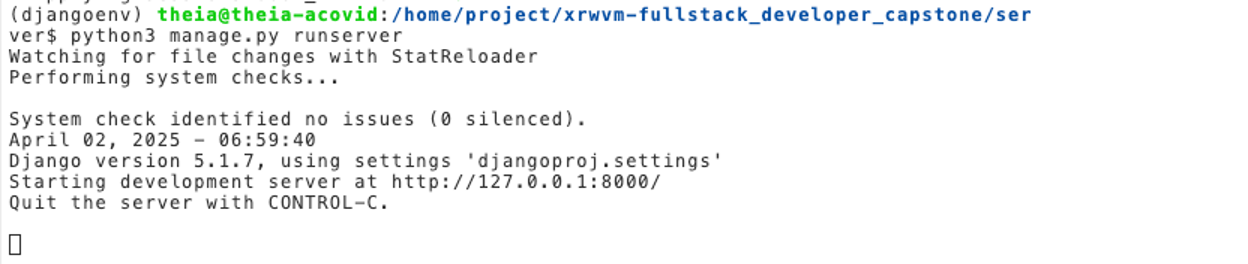 (djangoenv) theia@theia-acovid:/home/project/xrwvm-fullstack_developer_capstone/ser
ver$ python3 manage.py runserver
Watching for file changes with StatReloader
Performing system checks...
System check identified no issues (0 silenced).
April 02, 2025 - 06:59:40
Django version 5.1.7, using settings 'djangoproj.settings'
Starting development server at http://127.0.0.1:8000/
Quit the server with CONTROL-C.